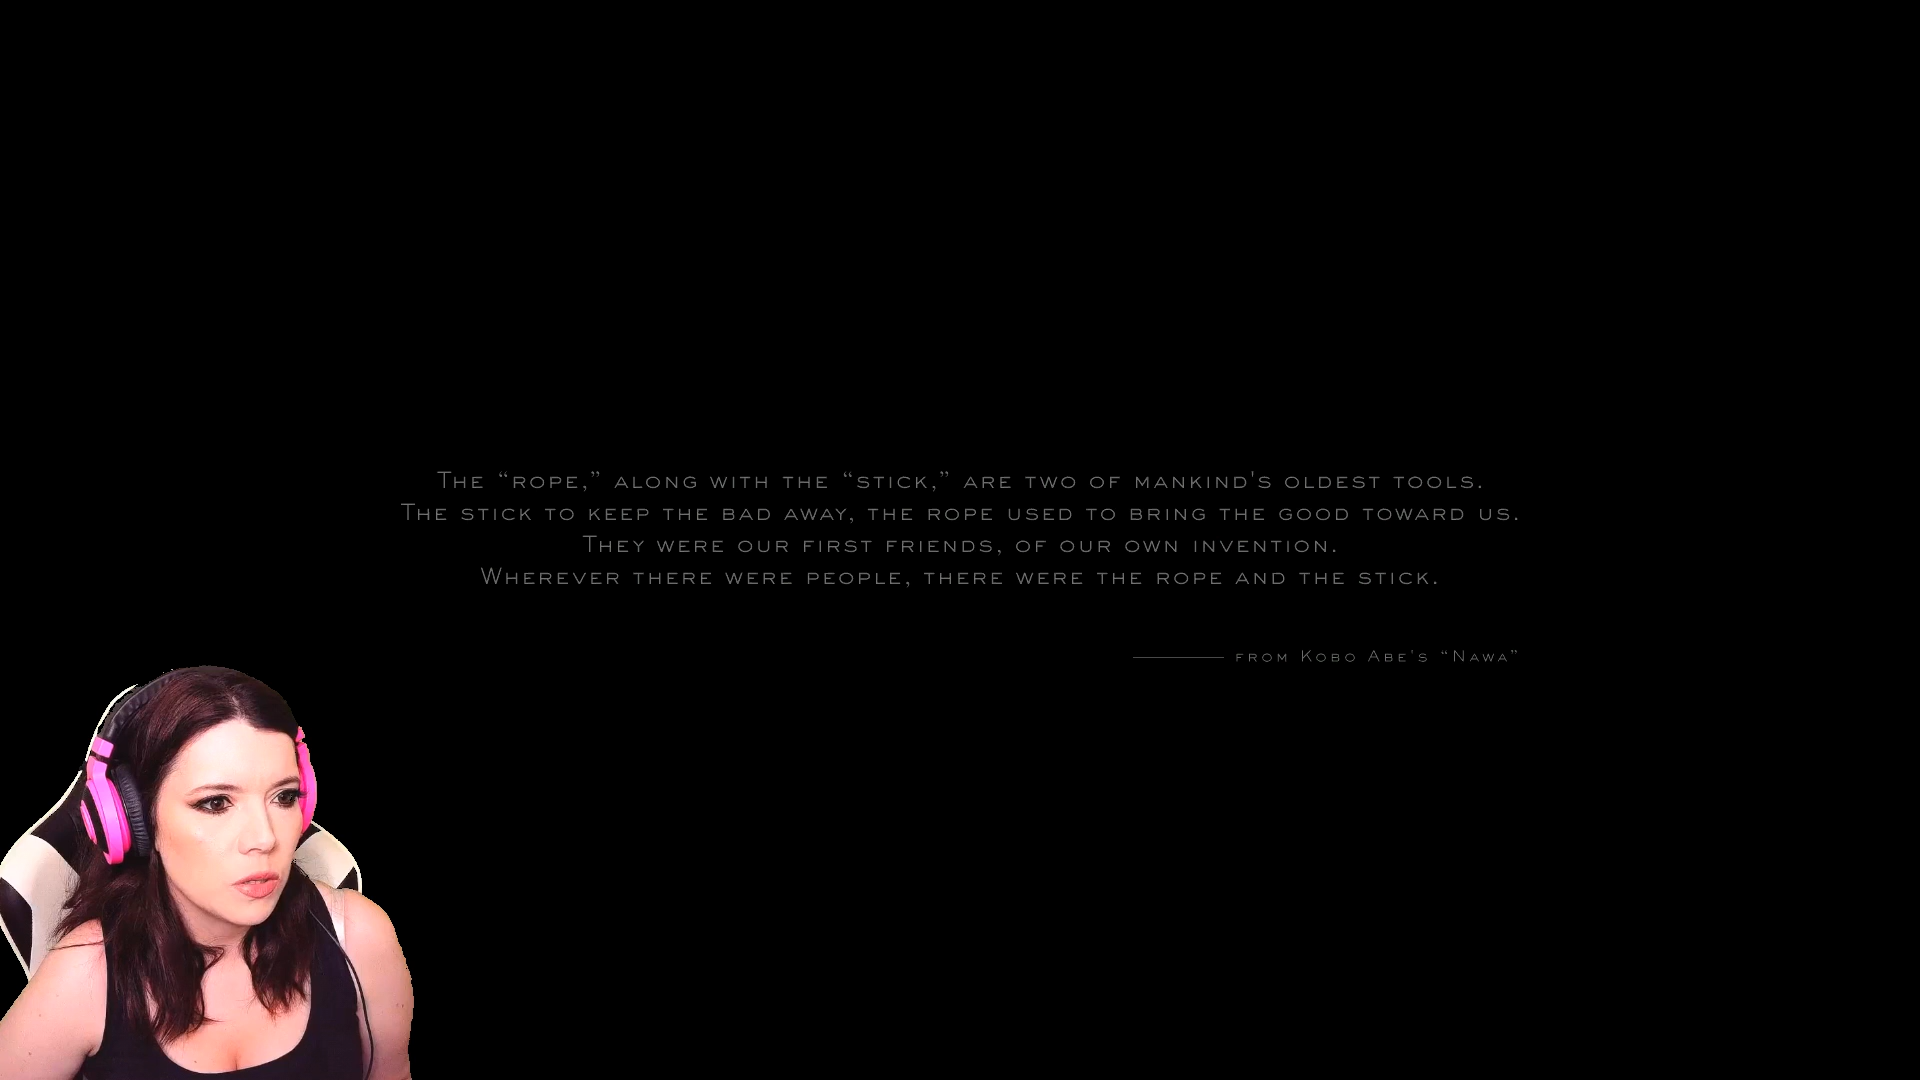 The “rope,” along with the “stick,” are two of mankind's oldest tools.
The stick to keep the bad away, the rope used to bring the good toward us.
They were our first friends, of our own invention.
Wherever there were people, there were the rope and the stick.
from Kobo Abe's “Nawa”